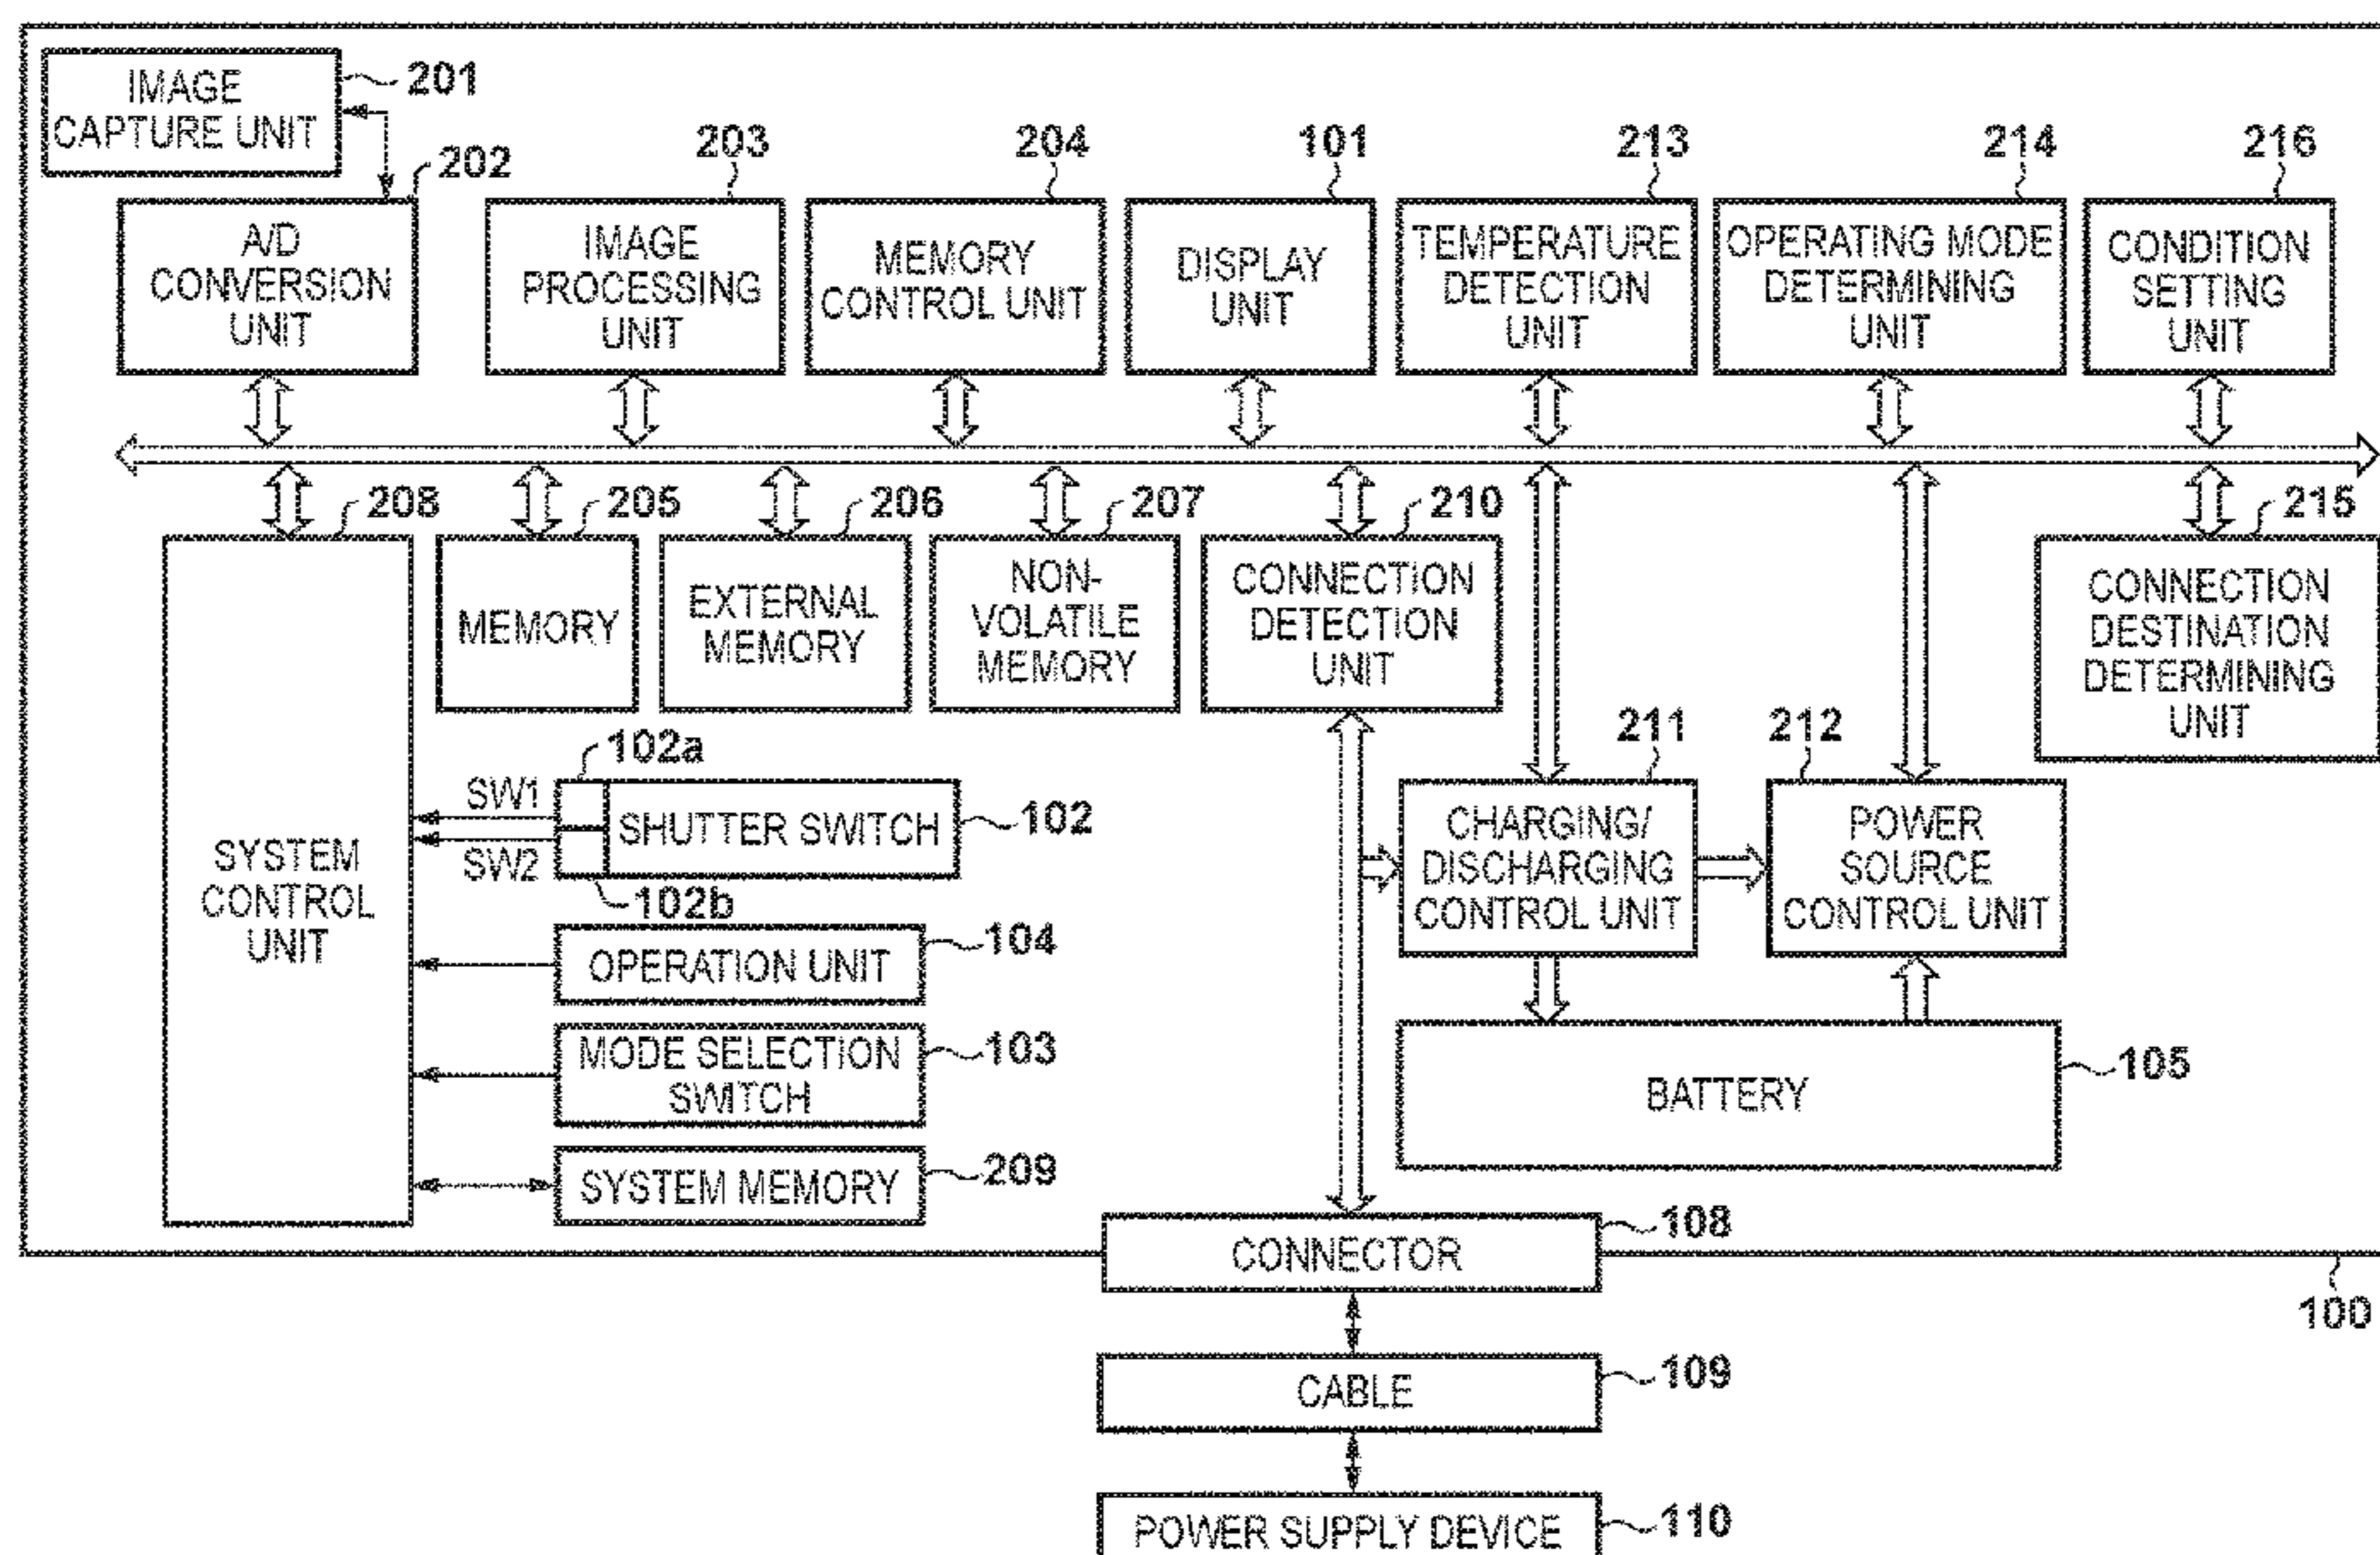 IMAGE
CAPTURE UNIT
201
202
203
204
101
213
214
216
A/D
CONVERSION
UNIT
IMAGE
PROCESSING
UNIT
MEMORY
CONTROL UNIT
DISPLAY
UNIT
TEMPERATURE
DETECTION
UNIT
OPERATING MODE
DETERMINING
UNIT
CONDITION
SETTING
UNIT
208
205
206
207
210
215
SYSTEM
CONTROL
UNIT
MEMORY
EXTERNAL
MEMORY
NON-
VOLATILE
MEMORY
CONNECTION
DETECTION
UNIT
CONNECTION
DESTINATION
DETERMINING
UNIT
102a
SW1
SW2
SHUTTER SWITCH
102
102b
211
212
CHARGING/
DISCHARGING
CONTROL UNIT
POWER
SOURCE
CONTROL UNIT
OPERATION UNIT
104
MODE SELECTION
SWITCH
103
BATTERY
105
SYSTEM MEMORY
209
CONNECTOR
108
100
CABLE
109
POWER SUPPLY DEVICE
110